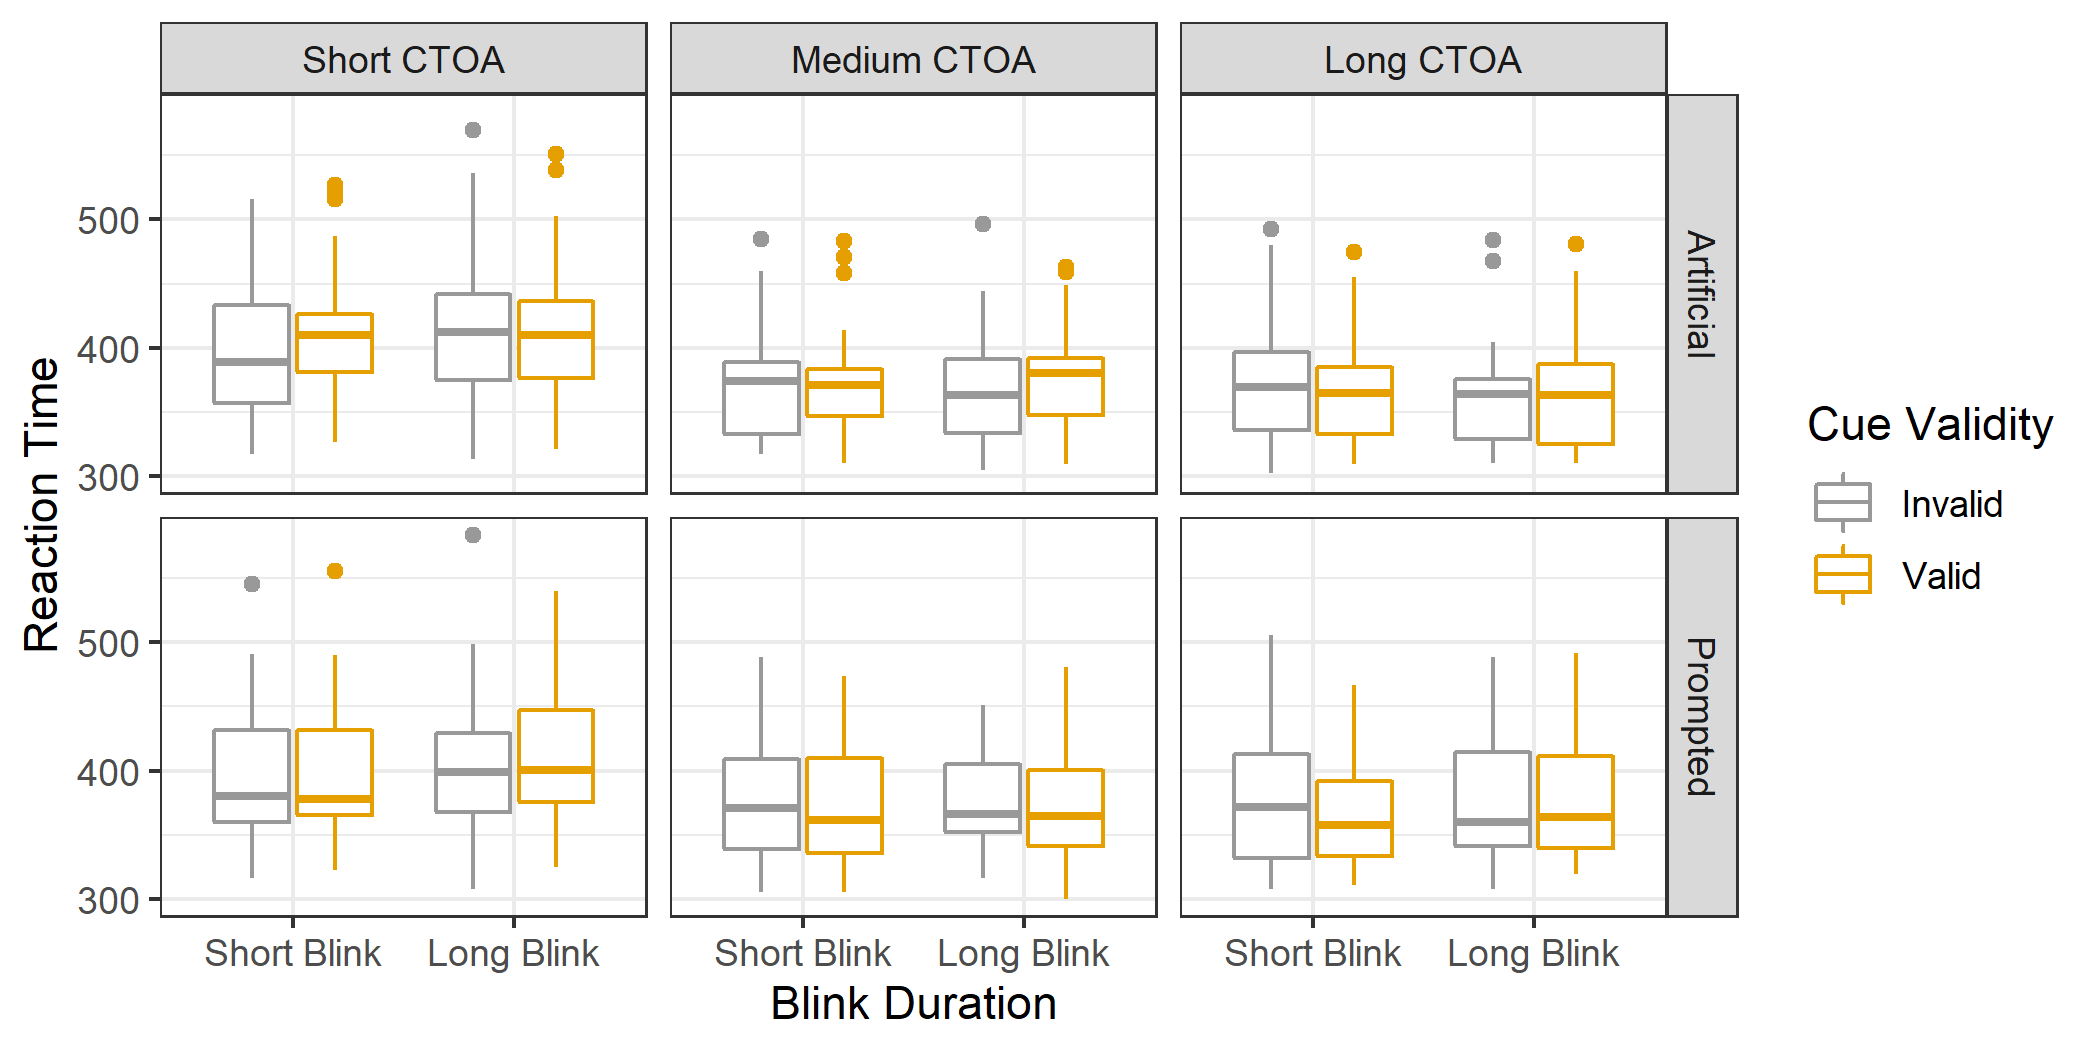 Short CTOA
Medium CTOA
Long CTOA
Artificial
500
400
300
Reaction Time
Prompted
500
400
300
Short Blink
Long Blink
Short Blink
Long Blink
Short Blink
Long Blink
Blink Duration
Cue Validity
Invalid
Valid